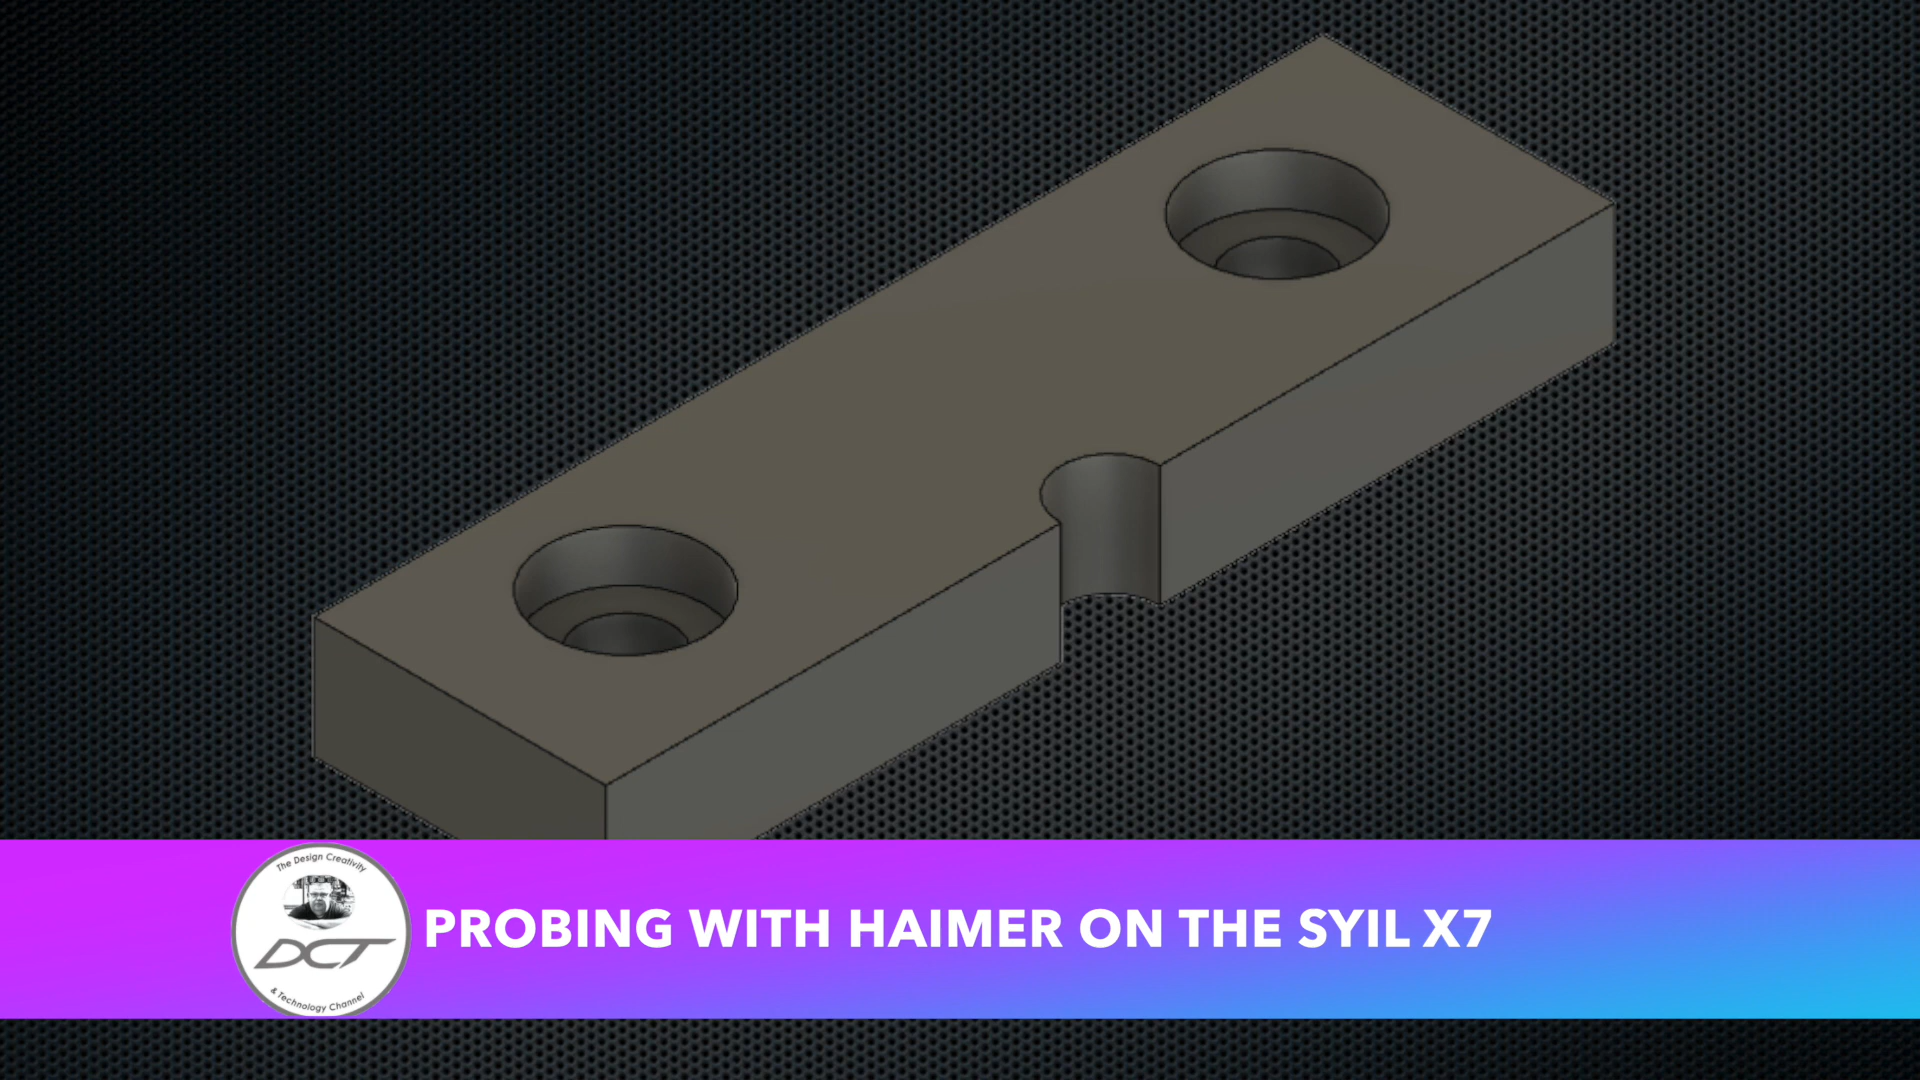 The Design Creativity
DCT
& Technology Channel
PROBING WITH HAIMER ON THE SYIL X7